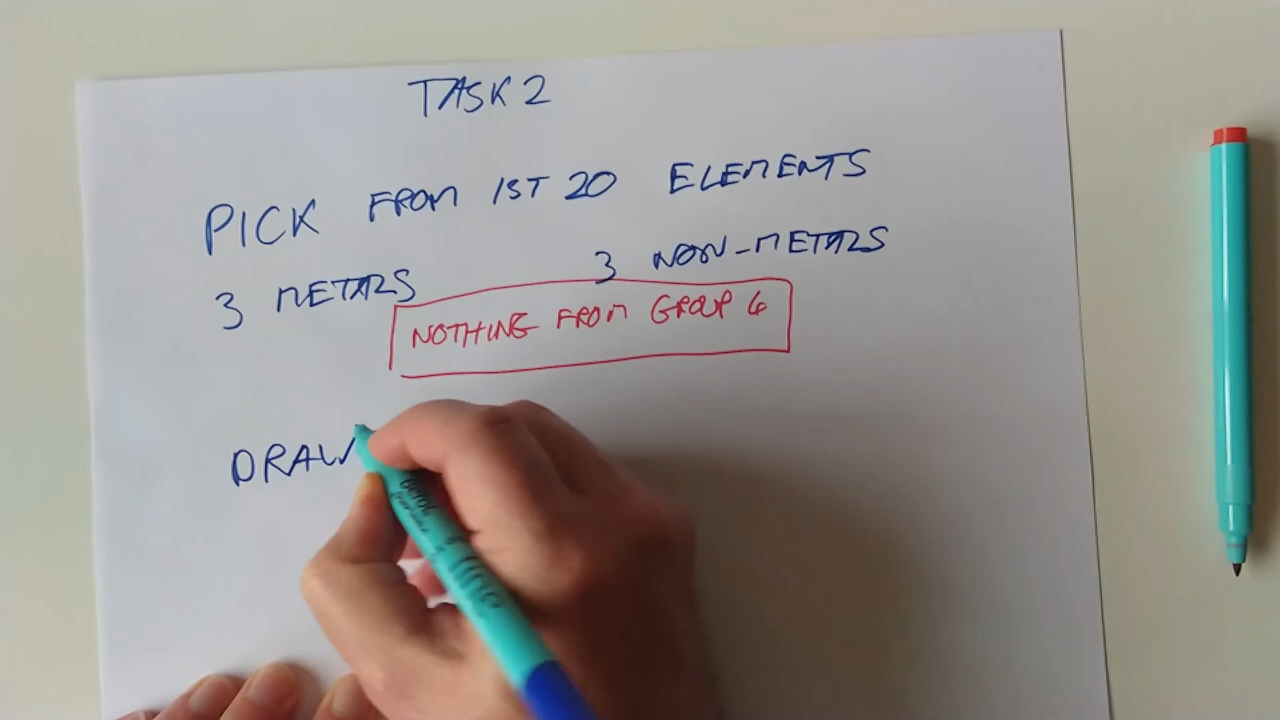 TASK 2
PICK FROM 1ST 20 ELEMENTS
3 METALS 3 NON-METALS
NOTHING FROM GROUP 6
DRAW